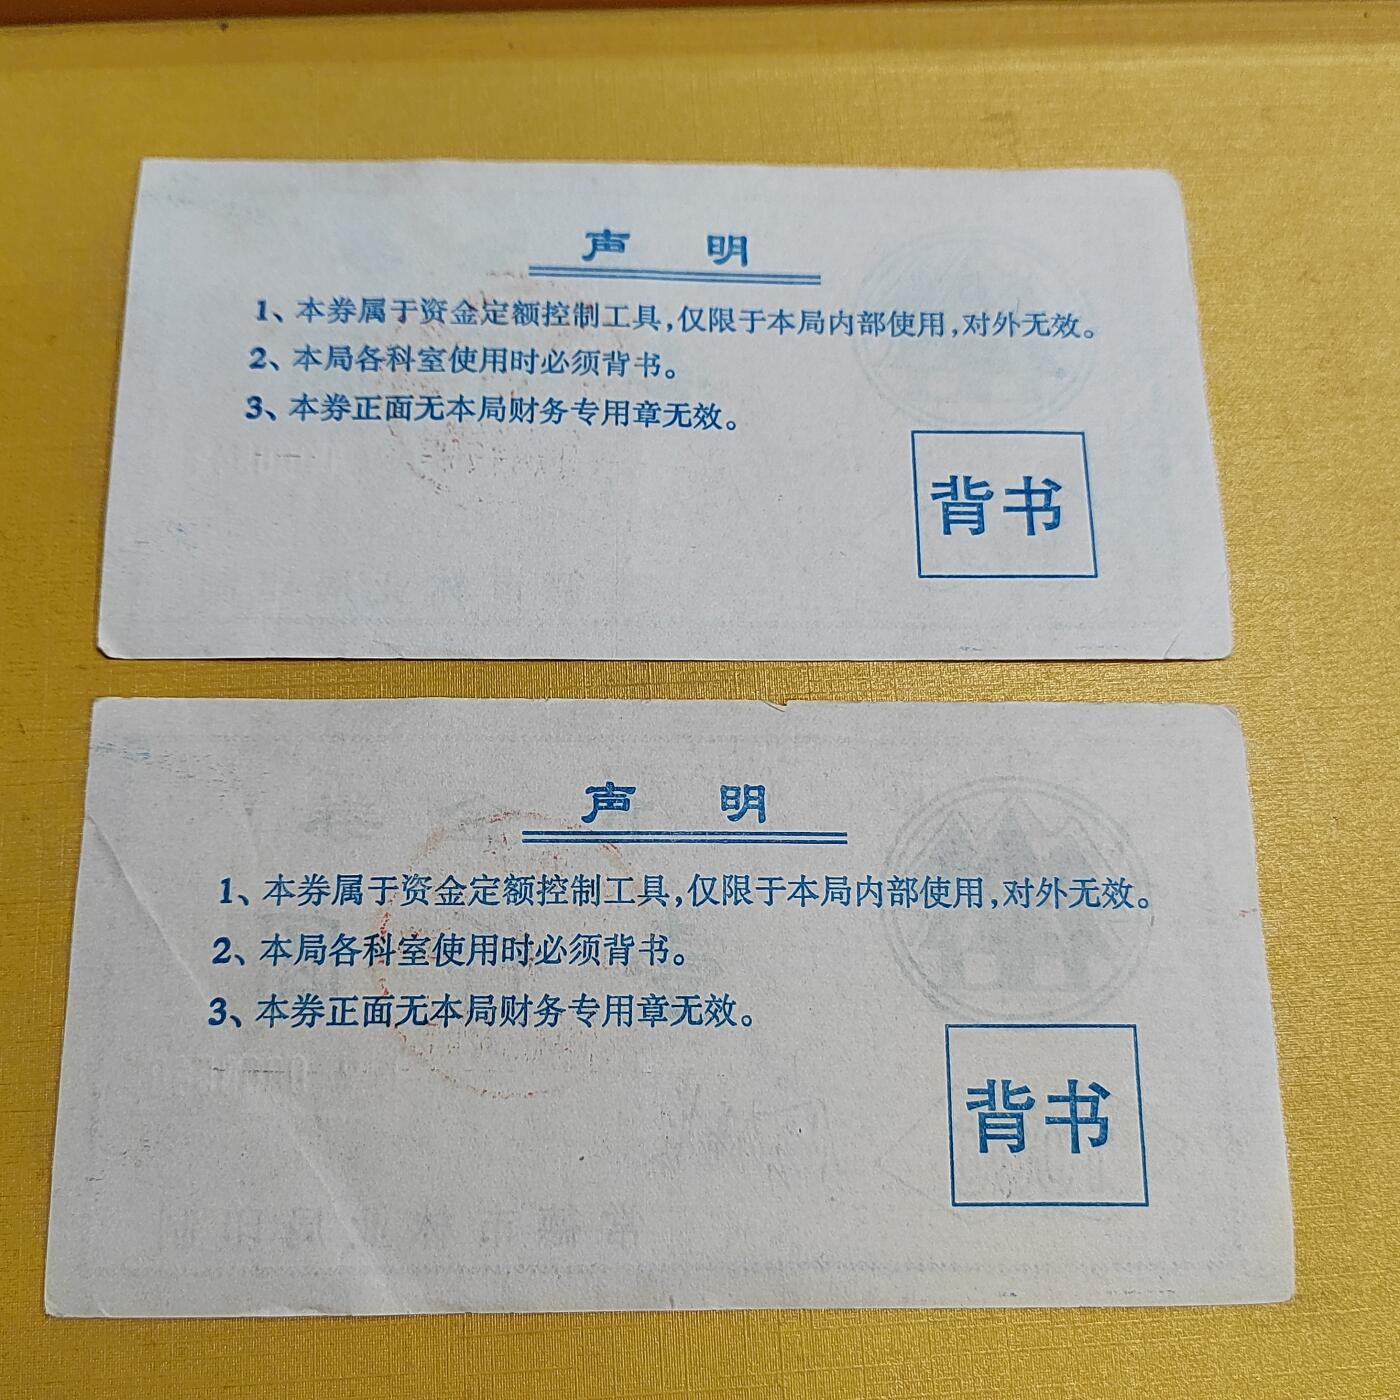 声 明
1、本券属于资金定额控制工具，仅限于本局内部使用，对外无效。
2、本局各科室使用时必须背书。
3、本券正面无本局财务专用章无效。
背书
声 明
1、本券属于资金定额控制工具，仅限于本局内部使用，对外无效。
2、本局各科室使用时必须背书。
3、本券正面无本局财务专用章无效。
背书